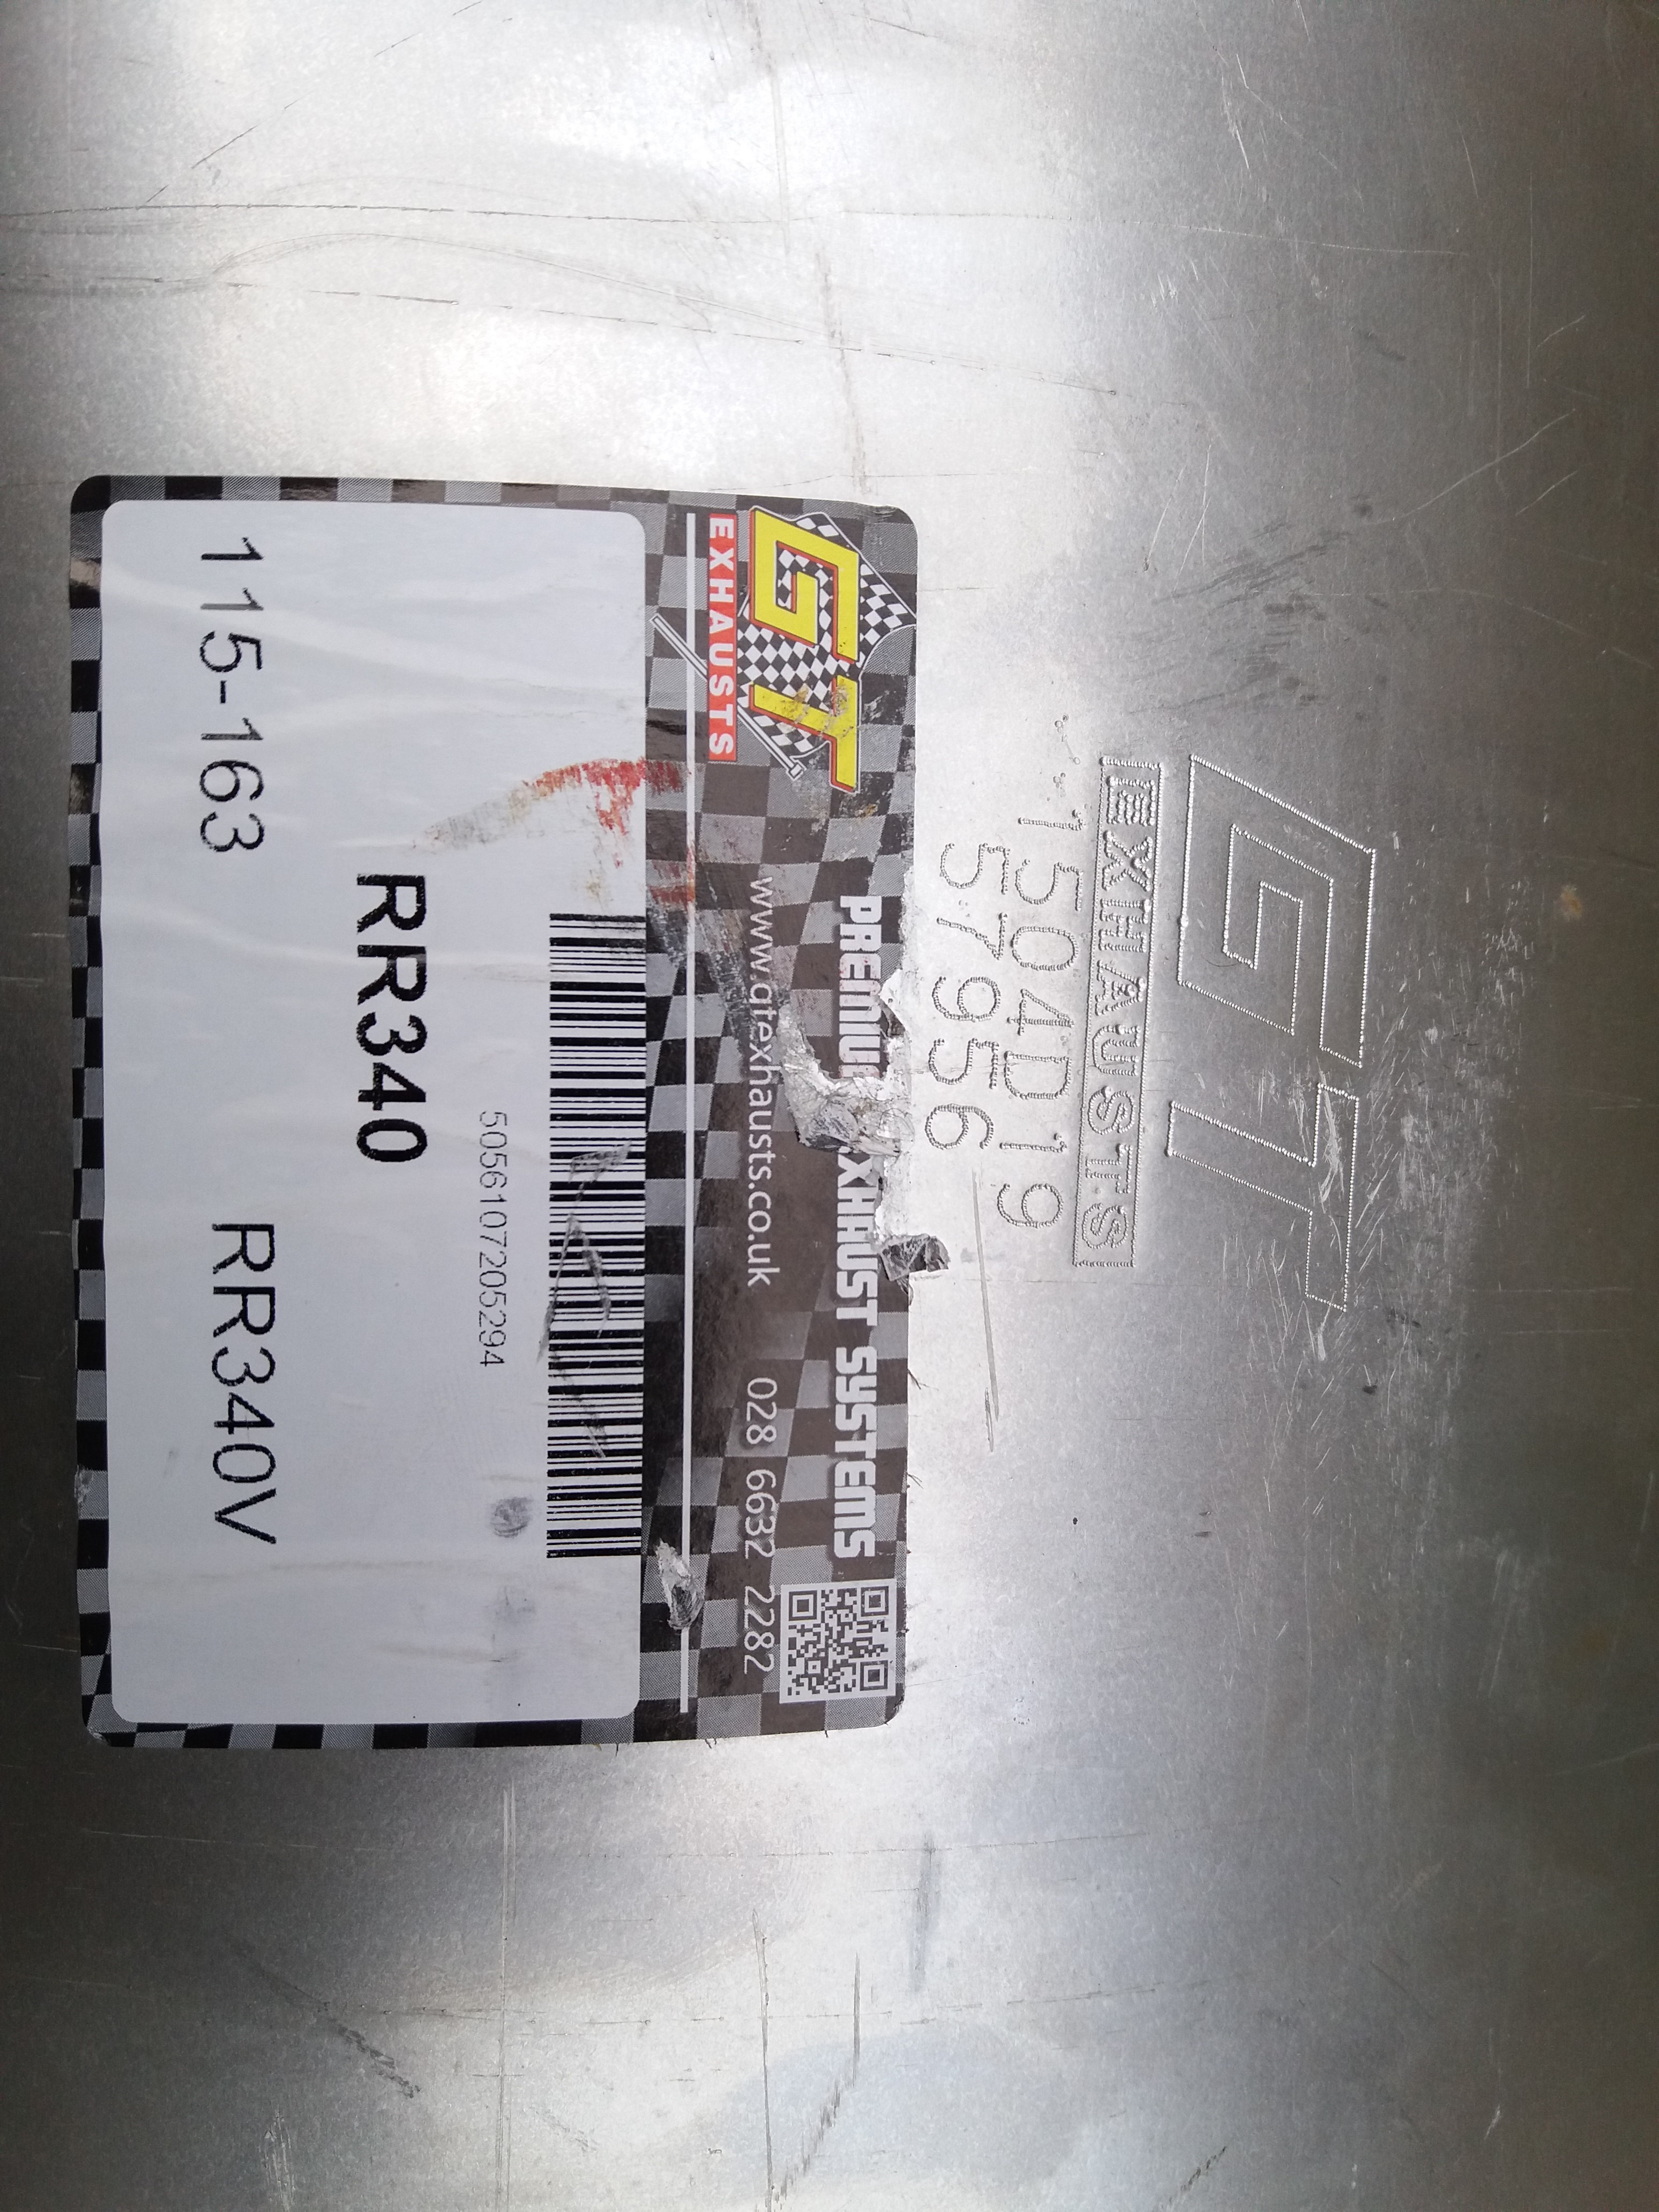 GT
EXHAUSTS
1504D19
57956
GT
EXHAUSTS
PREMIUM EXHAUST SYSTEMS
www.gtexhausts.co.uk 028 6632 2282
5056107205294
RR340
115-163 RR340V